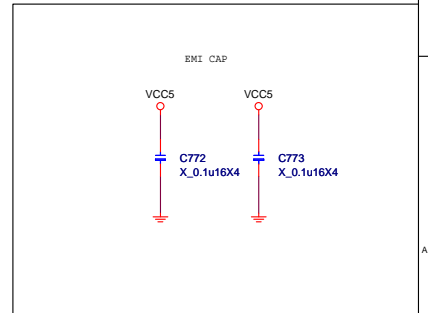 EMI CAP
VCC5 VCC5
C772 C773
X_0.1u16X4 X_0.1u16X4
A